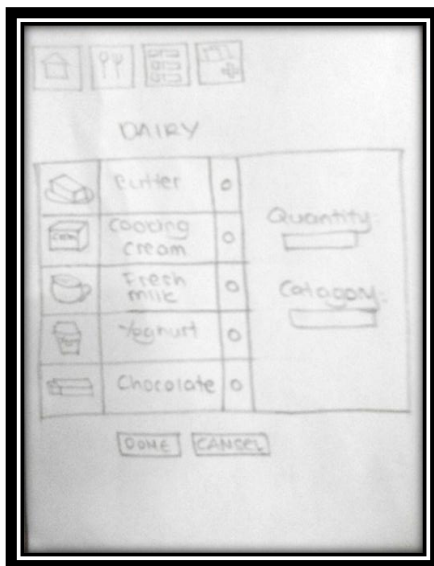 DAIRY
Butter
Cooking
cream
Fresh
milk
Yoghurt
Chocolate
Quantity:
Catagory:
DONE
CANCEL